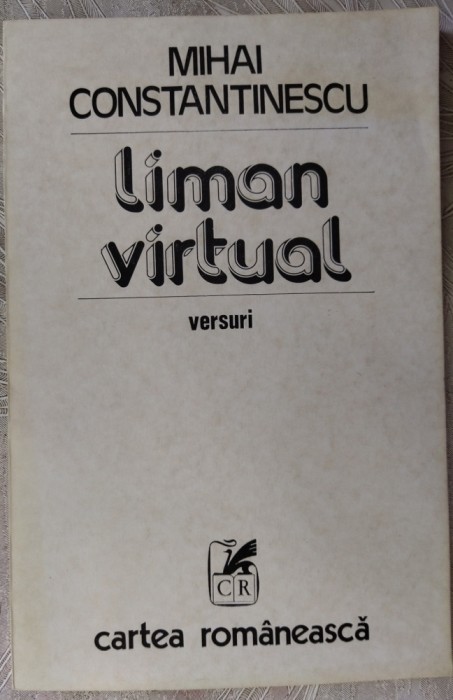 MIHAI
CONSTANTINESCU
liman
virtual
versuri
CR
cartea românească